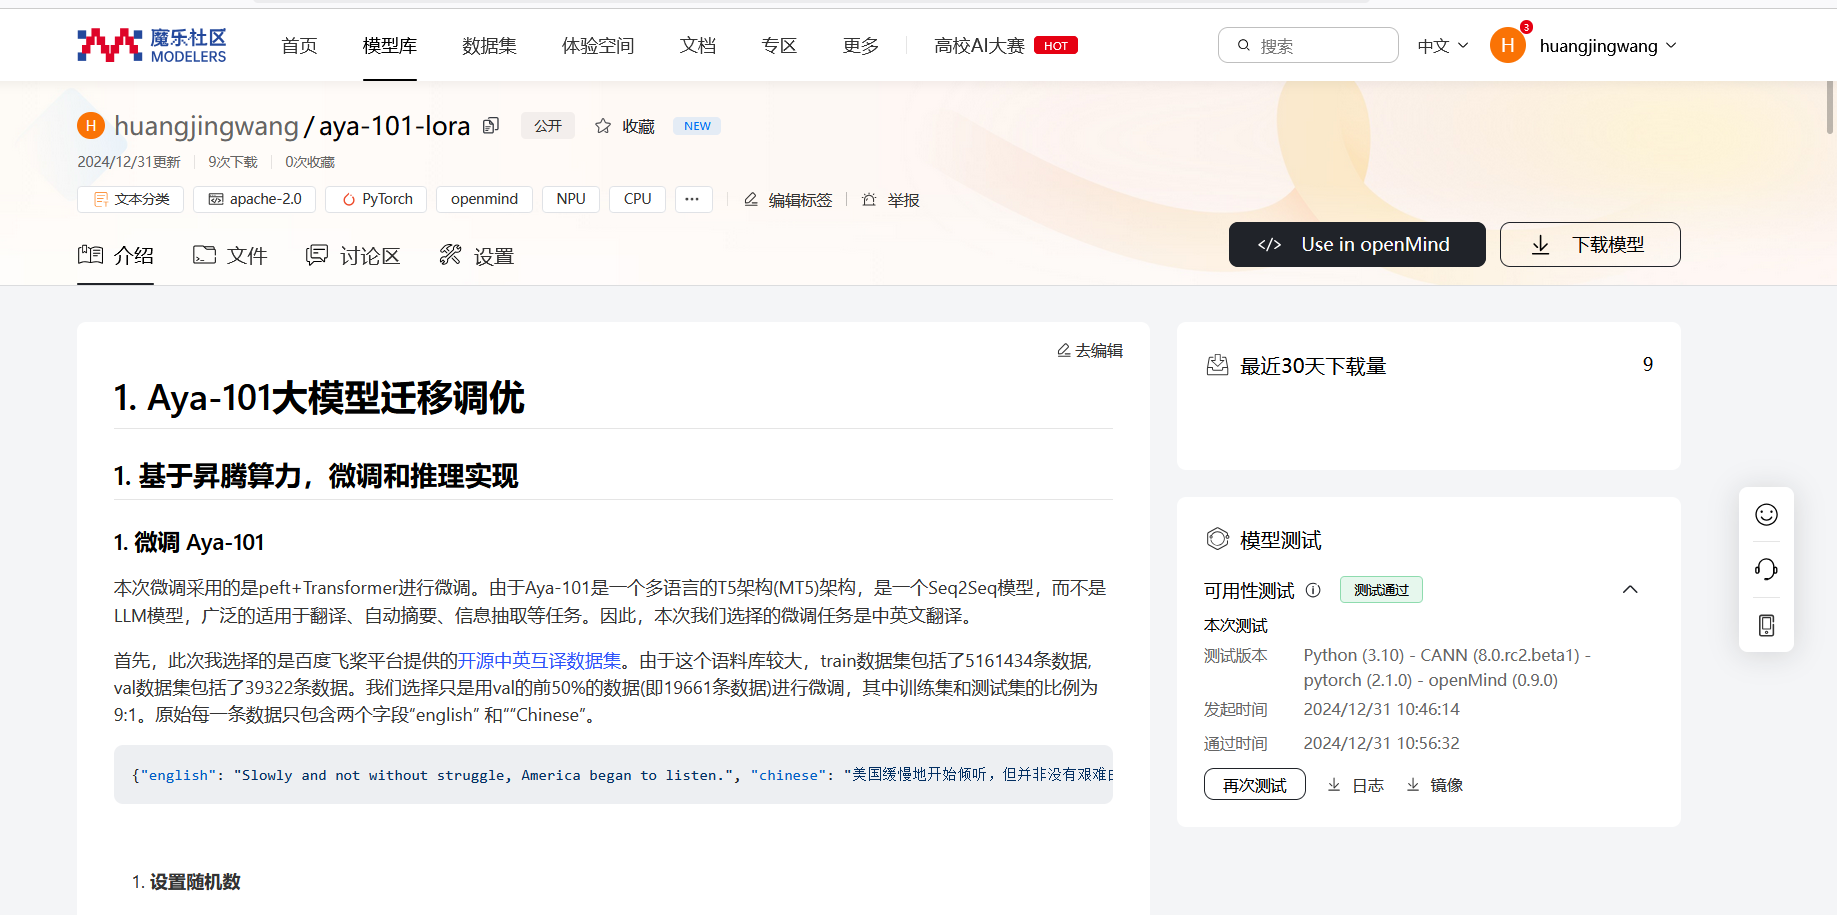 魔乐社区
MODELERS
首页 模型库 数据集 体验空间 文档 专区 更多 高校AI大赛 HOT
搜索
中文
H
3
huangjingwang
H huangjingwang/aya-101-lora 公开 收藏 NEW
2024/12/31更新 9次下载 0次收藏
文本分类 apache-2.0 PyTorch openmind NPU CPU ... 编辑标签 举报
介绍 文件 讨论区 设置
</> Use in openMind 下载模型
去编辑
1. Aya-101大模型迁移调优
1. 基于昇腾算力，微调和推理实现
1. 微调 Aya-101
本次微调采用的是peft+Transformer进行微调。由于Aya-101是一个多语言的T5架构(MT5)架构，是一个Seq2Seq模型，而不是
LLM模型，广泛的适用于翻译、自动摘要、信息抽取等任务。因此，本次我们选择的微调任务是中英文翻译。
首先，此次我选择的是百度飞桨平台提供的开源中英互译数据集。由于这个语料库较大，train数据集包括了5161434条数据，
val数据集包括了39322条数据。我们选择只是用val的前50%的数据(即19661条数据)进行微调，其中训练集和测试集的比例为
9:1。原始每一条数据只包含两个字段“english” 和““Chinese”。
{"english": "Slowly and not without struggle, America began to listen.", "chinese": "美国缓慢地开始倾听，但并非没有艰难
1. 设置随机数
最近30天下载量 9
模型测试
可用性测试 测试通过
本次测试
测试版本 Python (3.10) - CANN (8.0.rc2.beta1) -
pytorch (2.1.0) - openMind (0.9.0)
发起时间 2024/12/31 10:46:14
通过时间 2024/12/31 10:56:32
再次测试 日志 镜像